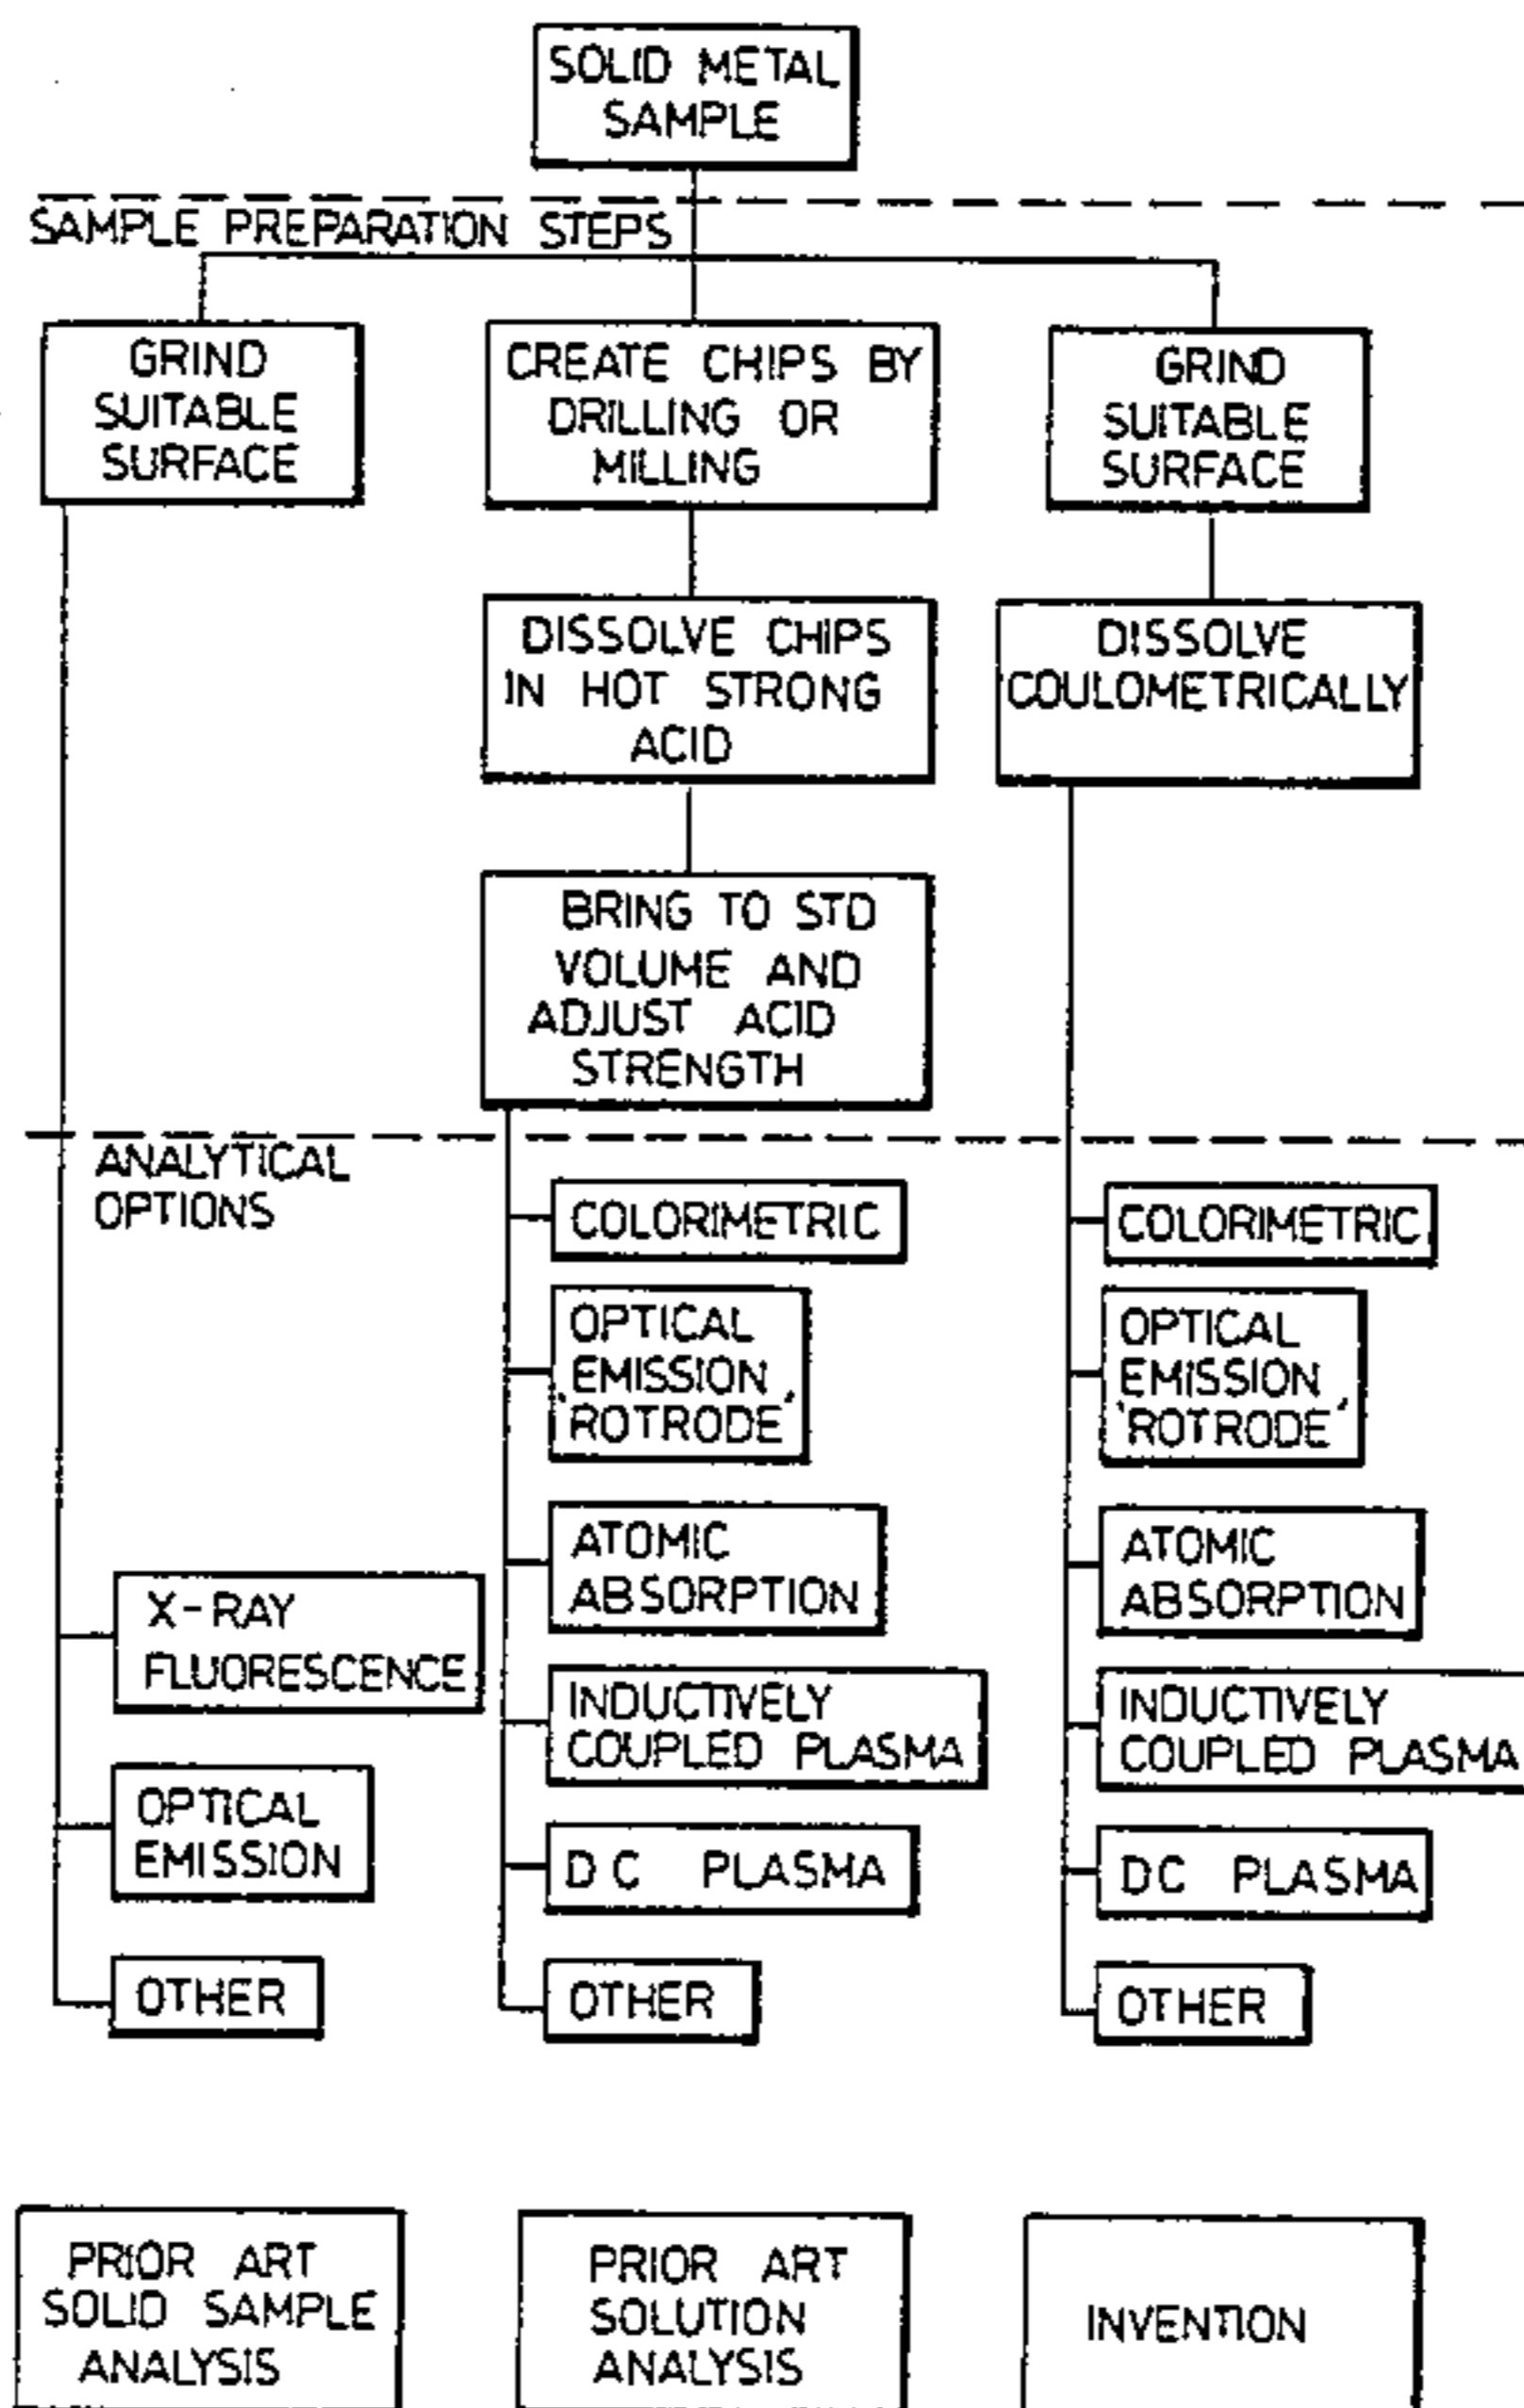 SOLID METAL
SAMPLE
SAMPLE PREPARATION STEPS
GRIND
SUITABLE
SURFACE
CREATE CHIPS BY
DRILLING OR
MILLING
GRIND
SUITABLE
SURFACE
DISSOLVE CHIPS
IN HOT STRONG
ACID
DISSOLVE
COULOMETRICALLY
BRING TO STD
VOLUME AND
ADJUST ACID
STRENGTH
ANALYTICAL
OPTIONS
X-RAY
FLUORESCENCE
OPTICAL
EMISSION
OTHER
COLORIMETRIC
OPTICAL
EMISSION
'ROTRODE'
ATOMIC
ABSORPTION
INDUCTIVELY
COUPLED PLASMA
DC PLASMA
OTHER
COLORIMETRIC
OPTICAL
EMISSION
'ROTRODE'
ATOMIC
ABSORPTION
INDUCTIVELY
COUPLED PLASMA
DC PLASMA
OTHER
PRIOR ART
SOLID SAMPLE
ANALYSIS
PRIOR ART
SOLUTION
ANALYSIS
INVENTION